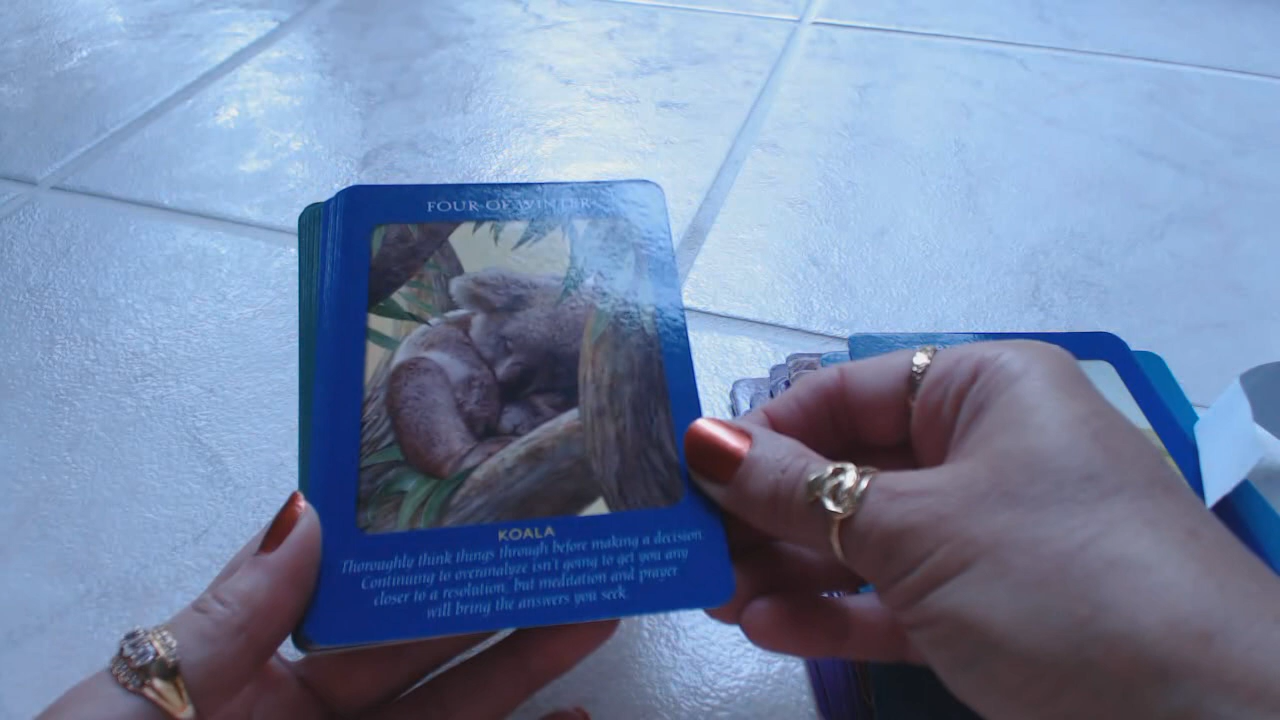 FOUR OF WINTER
KOALA
Thoroughly think things through before making a decision
Continuing to overanalyze isn't going to get you any
closer to a resolution, but meditation and prayer
will bring the answers you seek